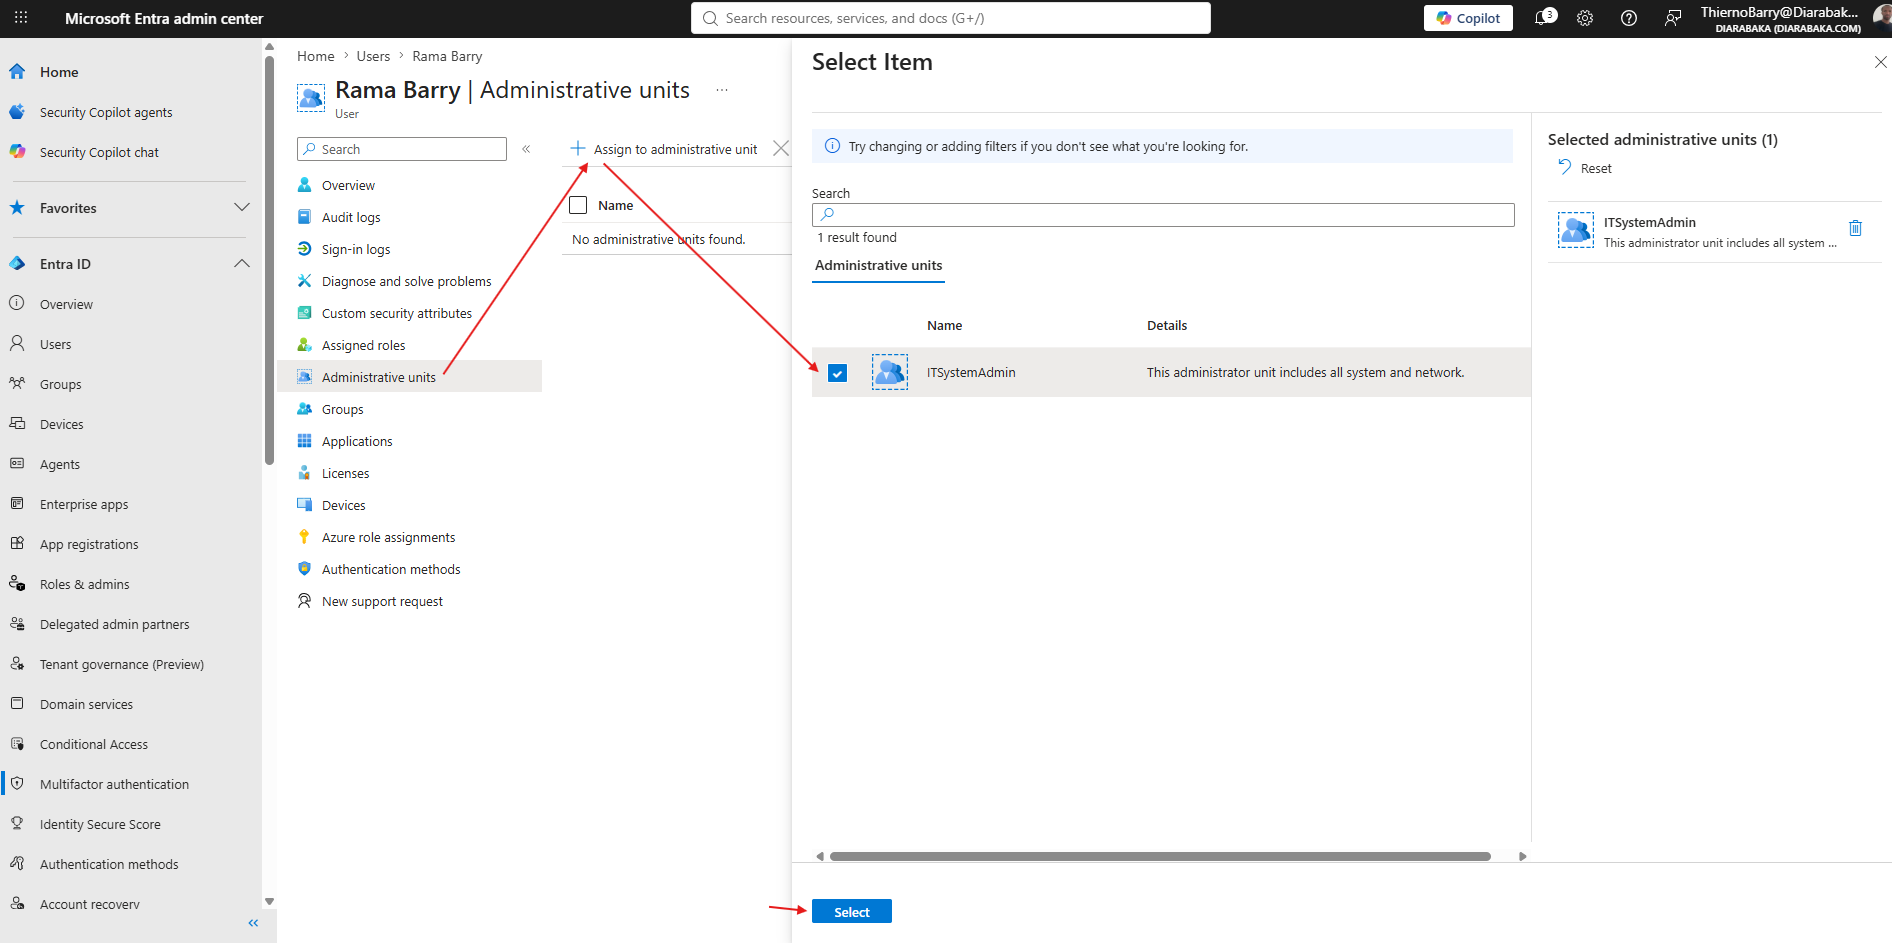 Microsoft Entra admin center
Search resources, services, and docs (G+/)
Copilot
3
ThiernoBarry@Diarabak...
DIARABAKA (DIARABAKA.COM)
Home
Security Copilot agents
Security Copilot chat
Favorites
Entra ID
Overview
Users
Groups
Devices
Agents
Enterprise apps
App registrations
Roles & admins
Delegated admin partners
Tenant governance (Preview)
Domain services
Conditional Access
Multifactor authentication
Identity Secure Score
Authentication methods
Account recovery
Home > Users > Rama Barry
Rama Barry | Administrative units ...
User
Search
Overview
Audit logs
Sign-in logs
Diagnose and solve problems
Custom security attributes
Assigned roles
Administrative units
Groups
Applications
Licenses
Devices
Azure role assignments
Authentication methods
New support request
Assign to administrative unit
Name
No administrative units found.
Select Item
Try changing or adding filters if you don't see what you're looking for.
Search
1 result found
Administrative units
Name Details
ITSystemAdmin This administrator unit includes all system and network.
Select
Selected administrative units (1)
Reset
ITSystemAdmin
This administrator unit includes all system ...